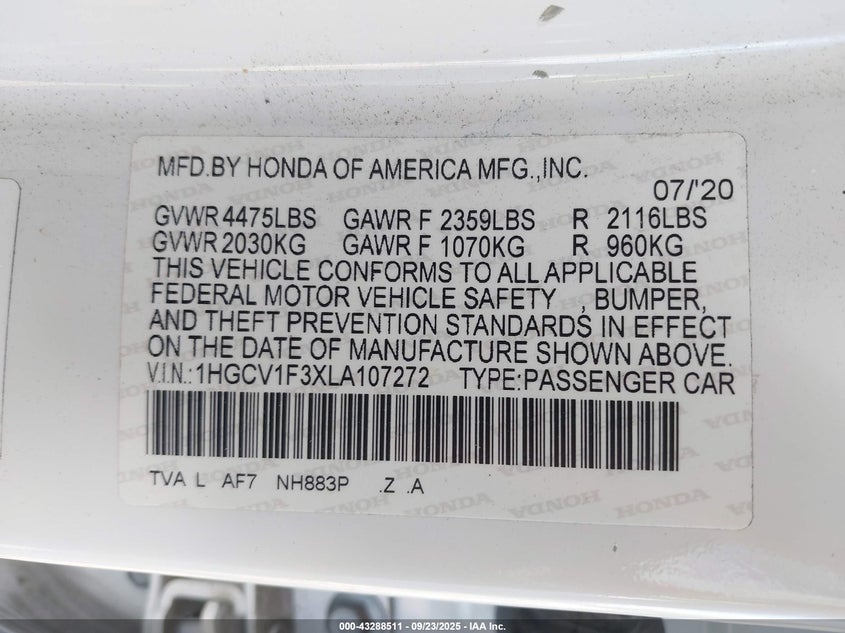 MFD.BY HONDA OF AMERICA MFG.,INC.
07/'20
GVWR 4475LBS GAWR F 2359LBS R 2116LBS
GVWR 2030KG GAWR F 1070KG R 960KG
THIS VEHICLE CONFORMS TO ALL APPLICABLE
FEDERAL MOTOR VEHICLE SAFETY , BUMPER,
AND THEFT PREVENTION STANDARDS IN EFFECT
ON THE DATE OF MANUFACTURE SHOWN ABOVE.
V.I.N.:1HGCV1F3XLA107272 TYPE:PASSENGER CAR
TVA L AF7 NH883P .Z .A
000-43288511 - 09/23/2025 - IAA Inc. (TM)